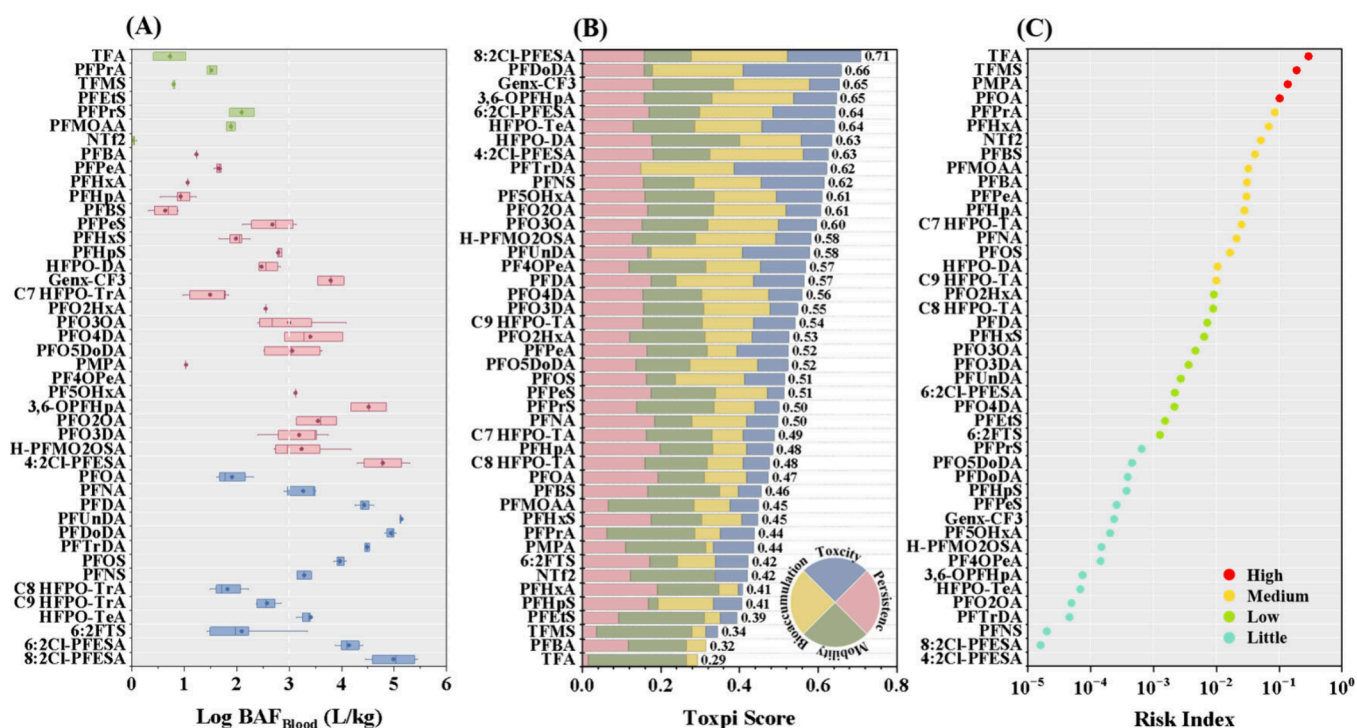 (A)
TFA
PFPrA
TFMS
PFEtS
PFPrS
PFMOAA
NTf2
PFBA
PFPeA
PFHxA
PFHpA
PFBS
PFPeS
PFHxS
PFHpS
HFPO-DA
Genx-CF3
C7 HFPO-TrA
PFO2HxA
PFO3OA
PFO4DA
PFO5DoDA
PMPA
PF4OPeA
PF5OHxA
3,6-OPFHpA
PFO2OA
PFO3DA
H-PFMO2OSA
4:2Cl-PFESA
PFOA
PFNA
PFDA
PFUnDA
PFDoDA
PFTrDA
PFOS
PFNS
C8 HFPO-TrA
C9 HFPO-TrA
HFPO-TeA
6:2FTS
6:2Cl-PFESA
8:2Cl-PFESA
0 1 2 3 4 5 6
Log BAFBlood (L/kg)
(B)
8:2Cl-PFESA 0.71
PFDoDA 0.66
Genx-CF3 0.65
3,6-OPFHpA 0.65
6:2Cl-PFESA 0.64
HFPO-TeA 0.64
HFPO-DA 0.63
4:2Cl-PFESA 0.63
PFTrDA 0.62
PFNS 0.62
PF5OHxA 0.61
PFO2OA 0.61
PFO3OA 0.60
H-PFMO2OSA 0.58
PFUnDA 0.58
PF4OPeA 0.57
PFDA 0.57
PFO4DA 0.56
PFO3DA 0.55
C9 HFPO-TA 0.54
PFO2HxA 0.53
PFPeA 0.52
PFO5DoDA 0.52
PFOS 0.51
PFPeS 0.51
PFPrS 0.50
PFNA 0.50
C7 HFPO-TA 0.49
PFHpA 0.48
C8 HFPO-TA 0.48
PFOA 0.47
PFBS 0.46
PFMOAA 0.45
PFHxS 0.45
PFPrA 0.44
PMPA 0.44
6:2FTS 0.42
NTf2 0.42
PFHxA 0.41
PFHpS 0.41
PFEtS 0.39
TFMS 0.34
PFBA 0.32
TFA 0.29
Toxcity
Persistenc
Mobility
Bioaccumulation
0.0 0.2 0.4 0.6 0.8
Toxpi Score
(C)
TFA
TFMS
PMPA
PFOA
PFPrA
PFHxA
NTf2
PFBS
PFMOAA
PFBA
PFPeA
PFHpA
C7 HFPO-TA
PFNA
PFOS
HFPO-DA
C9 HFPO-TA
PFO2HxA
C8 HFPO-TA
PFDA
PFHxS
PFO3OA
PFO3DA
PFUnDA
6:2Cl-PFESA
PFO4DA
PFEtS
6:2FTS
PFPrS
PFO5DoDA
PFDoDA
PFHpS
PFPeS
Genx-CF3
PF5OHxA
H-PFMO2OSA
PF4OPeA
3,6-OPFHpA
HFPO-TeA
PFO2OA
PFTrDA
PFNS
8:2Cl-PFESA
4:2Cl-PFESA
High
Medium
Low
Little
10⁻⁵ 10⁻⁴ 10⁻³ 10⁻² 10⁻¹ 10⁰
Risk Index